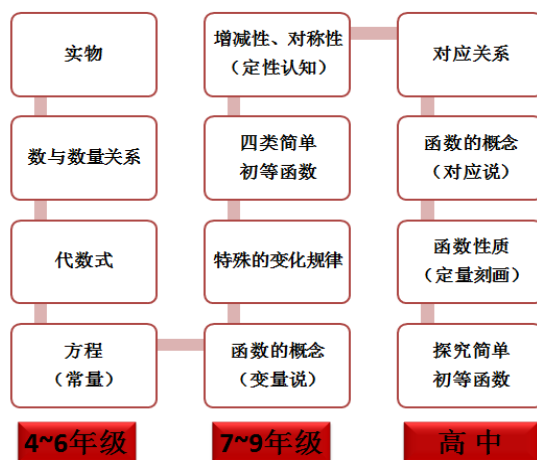 实物
数与数量关系
代数式
方程
（常量）
4~6年级
增减性、对称性
（定性认知）
四类简单
初等函数
特殊的变化规律
函数的概念
（变量说）
7~9年级
对应关系
函数的概念
（对应说）
函数性质
（定量刻画）
探究简单
初等函数
高 中